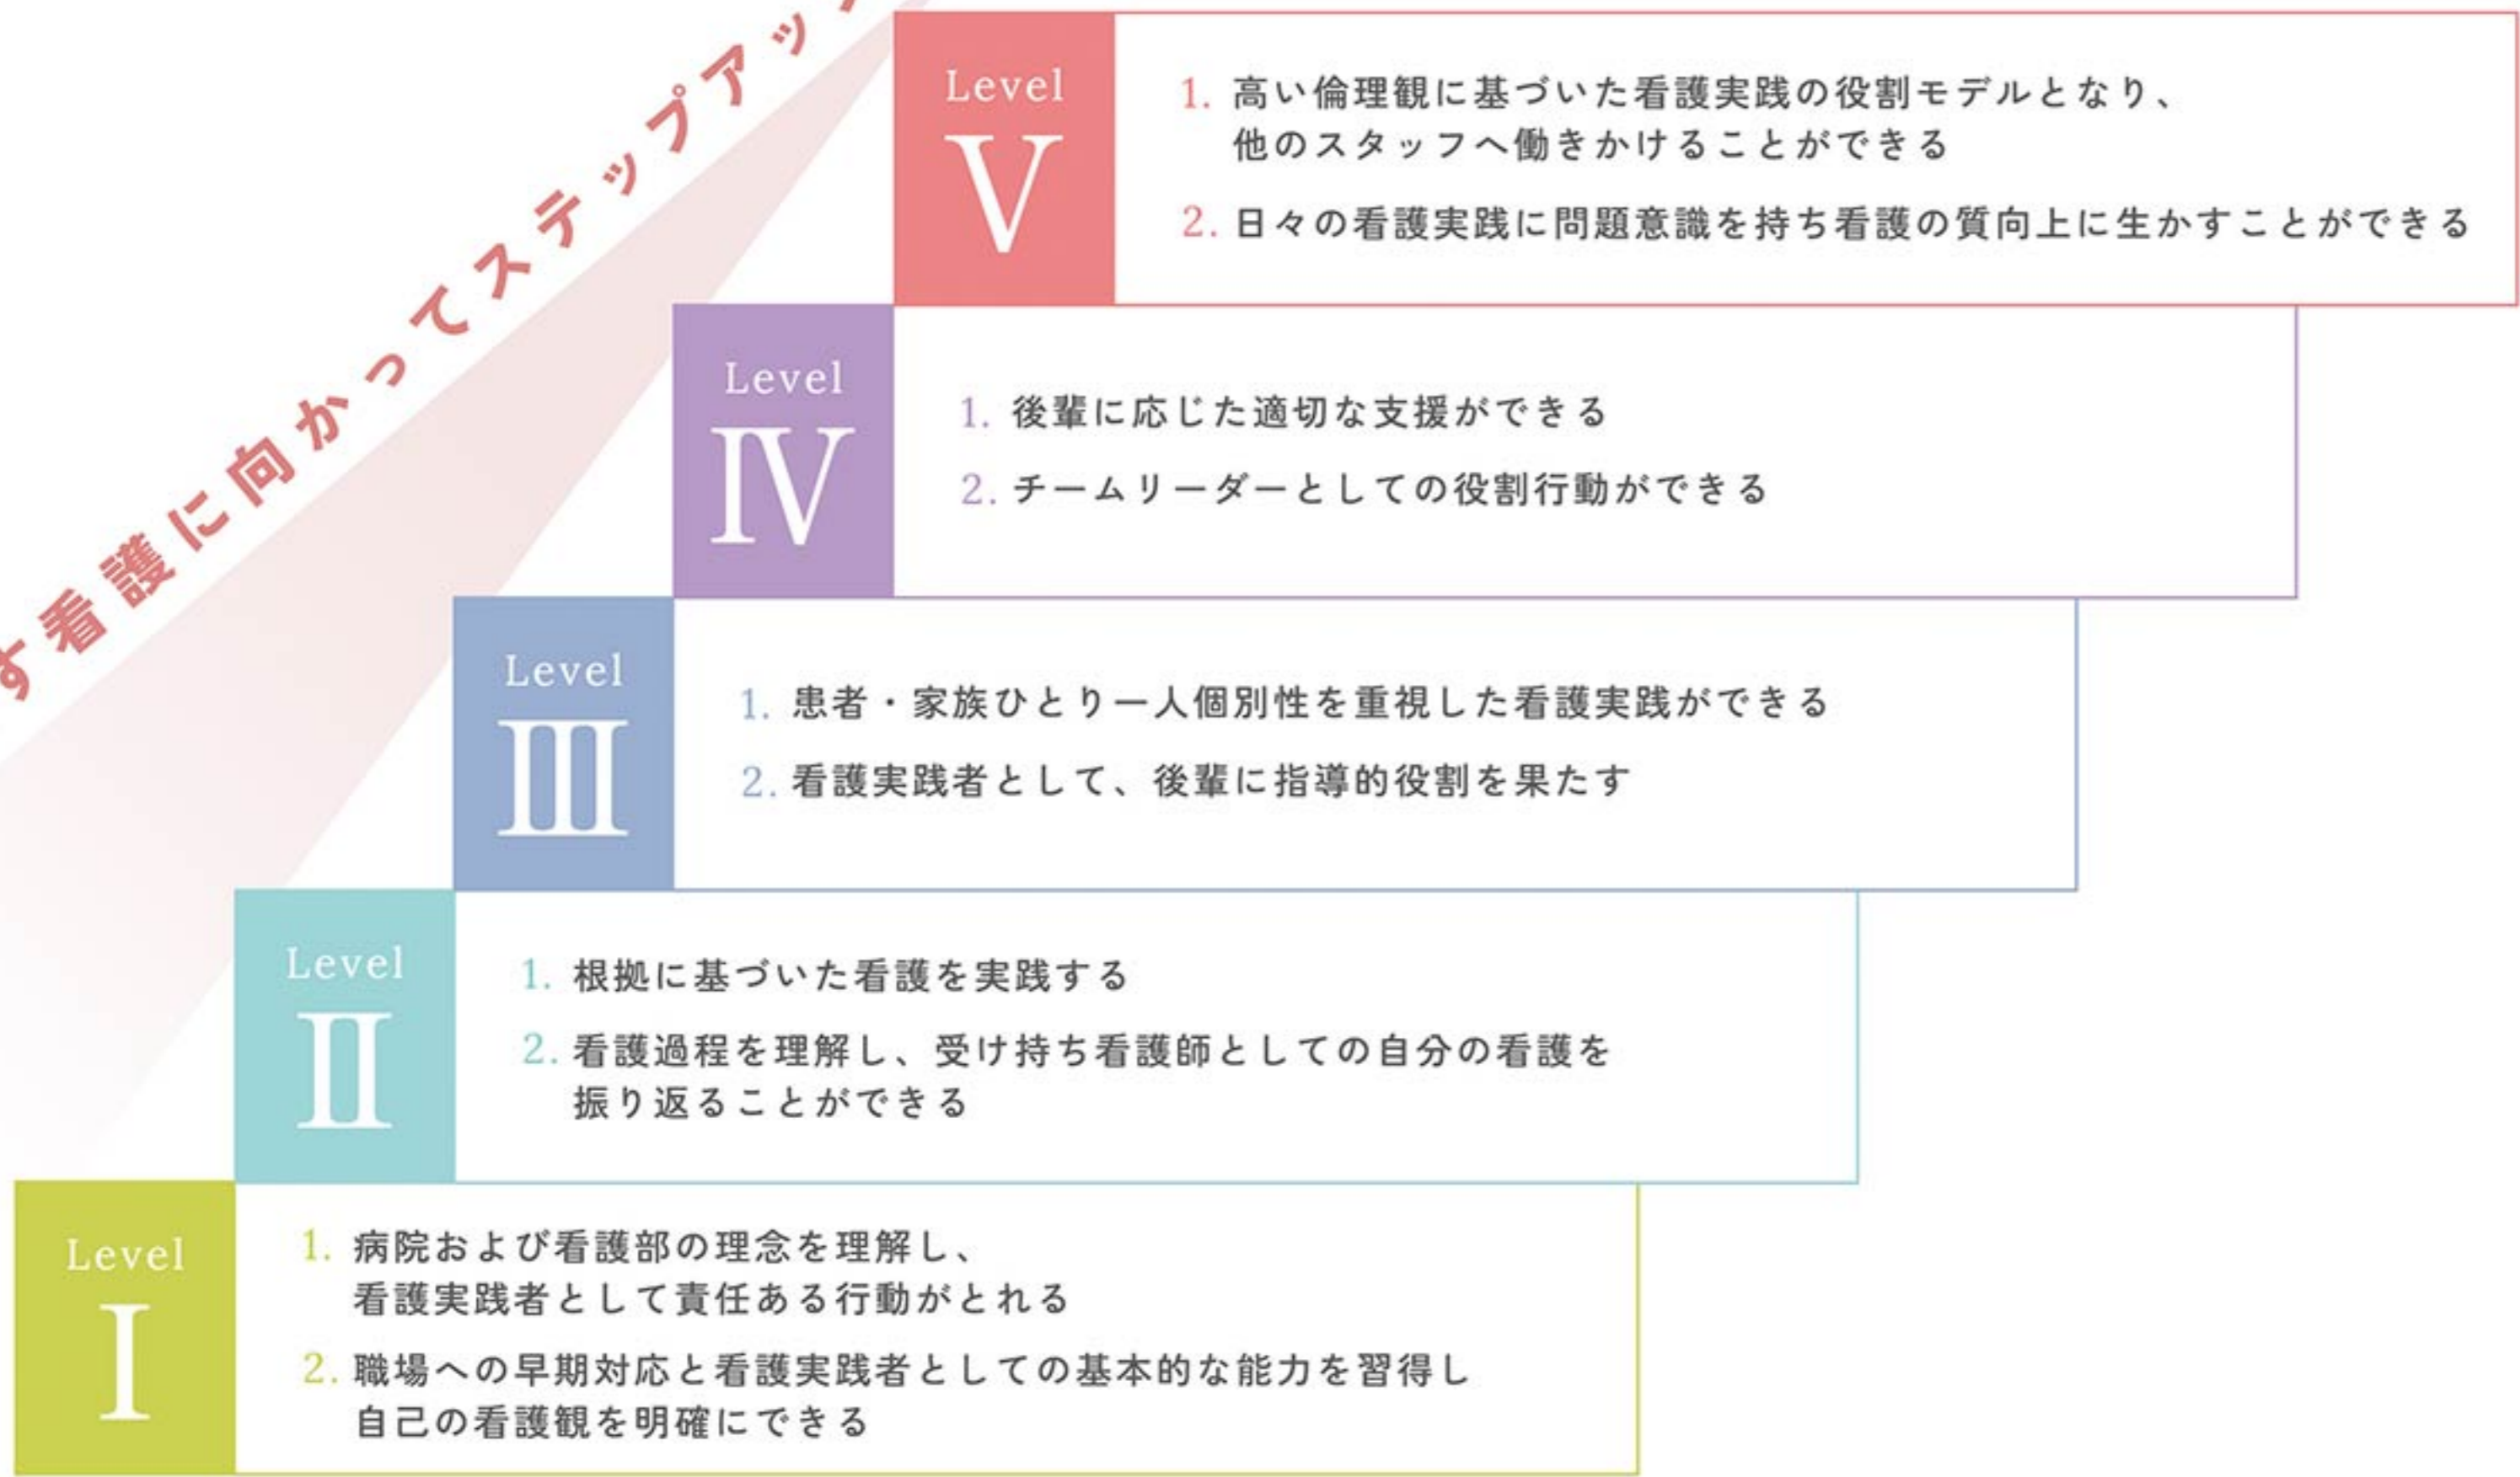 す看護に向かってステップアッ
Level
V
1. 高い倫理観に基づいた看護実践の役割モデルとなり、
他のスタッフへ働きかけることができる
2. 日々の看護実践に問題意識を持ち看護の質向上に生かすことができる
Level
IV
1. 後輩に応じた適切な支援ができる
2. チームリーダーとしての役割行動ができる
Level
III
1. 患者・家族ひとり一人個別性を重視した看護実践ができる
2. 看護実践者として、後輩に指導的役割を果たす
Level
II
1. 根拠に基づいた看護を実践する
2. 看護過程を理解し、受け持ち看護師としての自分の看護を
振り返ることができる
Level
I
1. 病院および看護部の理念を理解し、
看護実践者として責任ある行動がとれる
2. 職場への早期対応と看護実践者としての基本的な能力を習得し
自己の看護観を明確にできる